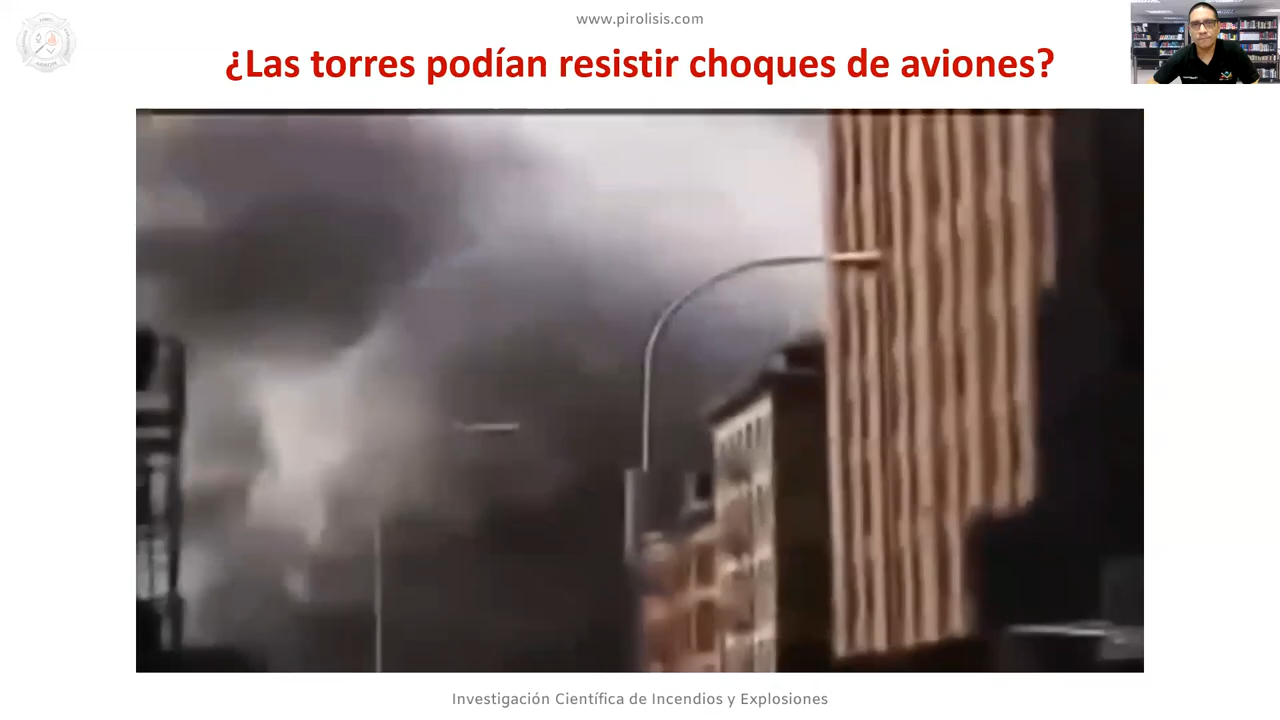 www.pirolisis.com
¿Las torres podían resistir choques de aviones?
Investigación Científica de Incendios y Explosiones